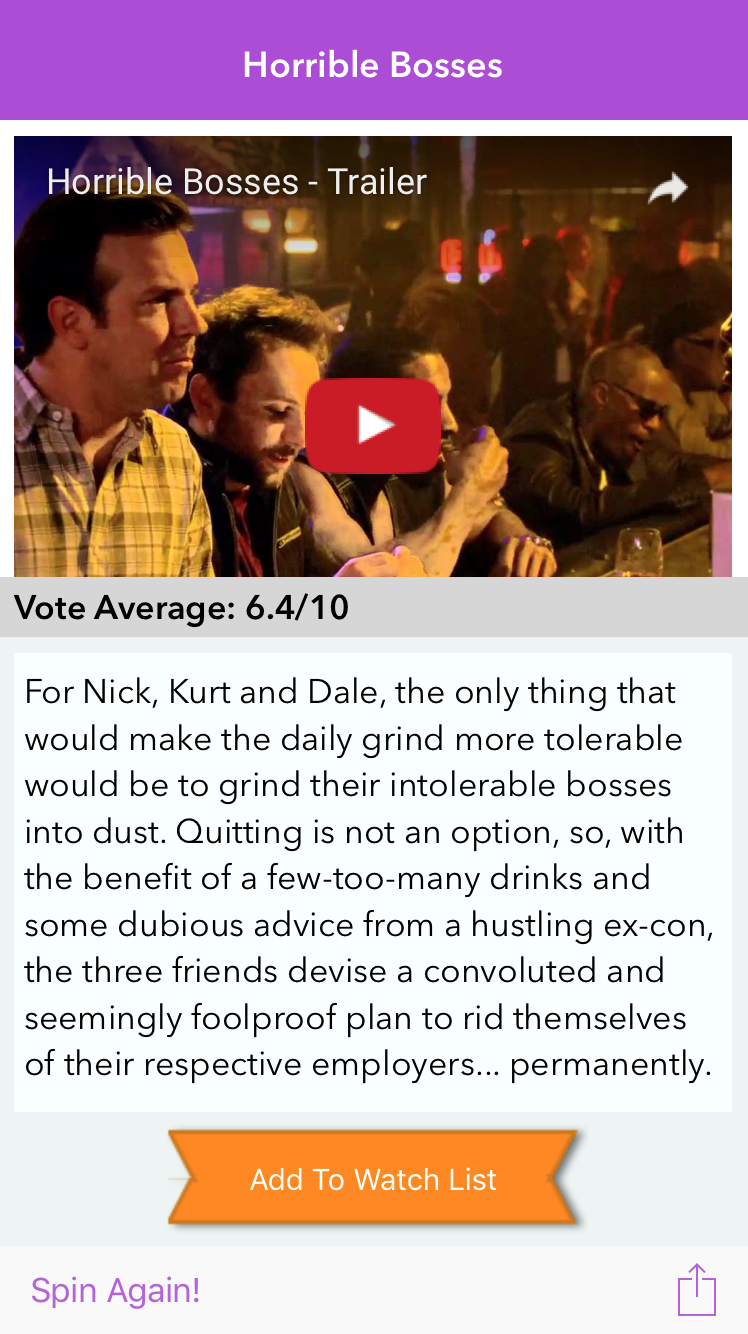 Horrible Bosses
Horrible Bosses - Trailer
Vote Average: 6.4/10
For Nick, Kurt and Dale, the only thing that
would make the daily grind more tolerable
would be to grind their intolerable bosses
into dust. Quitting is not an option, so, with
the benefit of a few-too-many drinks and
some dubious advice from a hustling ex-con,
the three friends devise a convoluted and
seemingly foolproof plan to rid themselves
of their respective employers... permanently.
Add To Watch List
Spin Again!